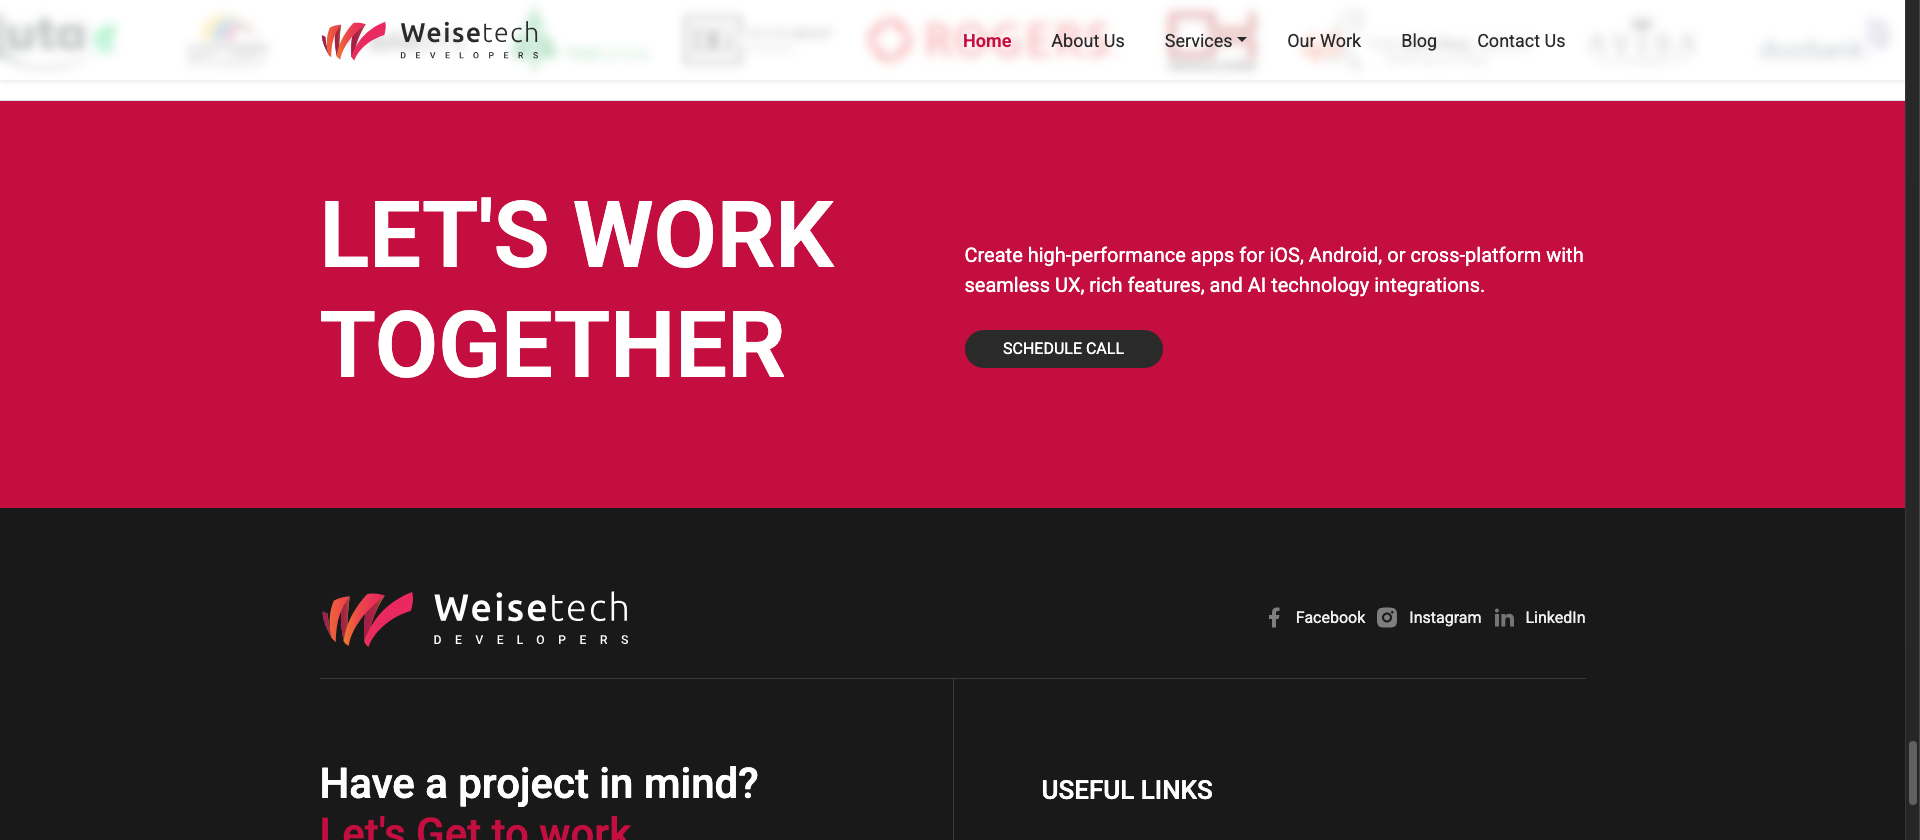 Weisetech
DEVELOPERS
Home About Us Services Our Work Blog Contact Us
ROGERS
LET'S WORK
TOGETHER
Create high-performance apps for iOS, Android, or cross-platform with
seamless UX, rich features, and AI technology integrations.
SCHEDULE CALL
Weisetech
DEVELOPERS
Facebook Instagram LinkedIn
Have a project in mind?
Let's Get to work
USEFUL LINKS